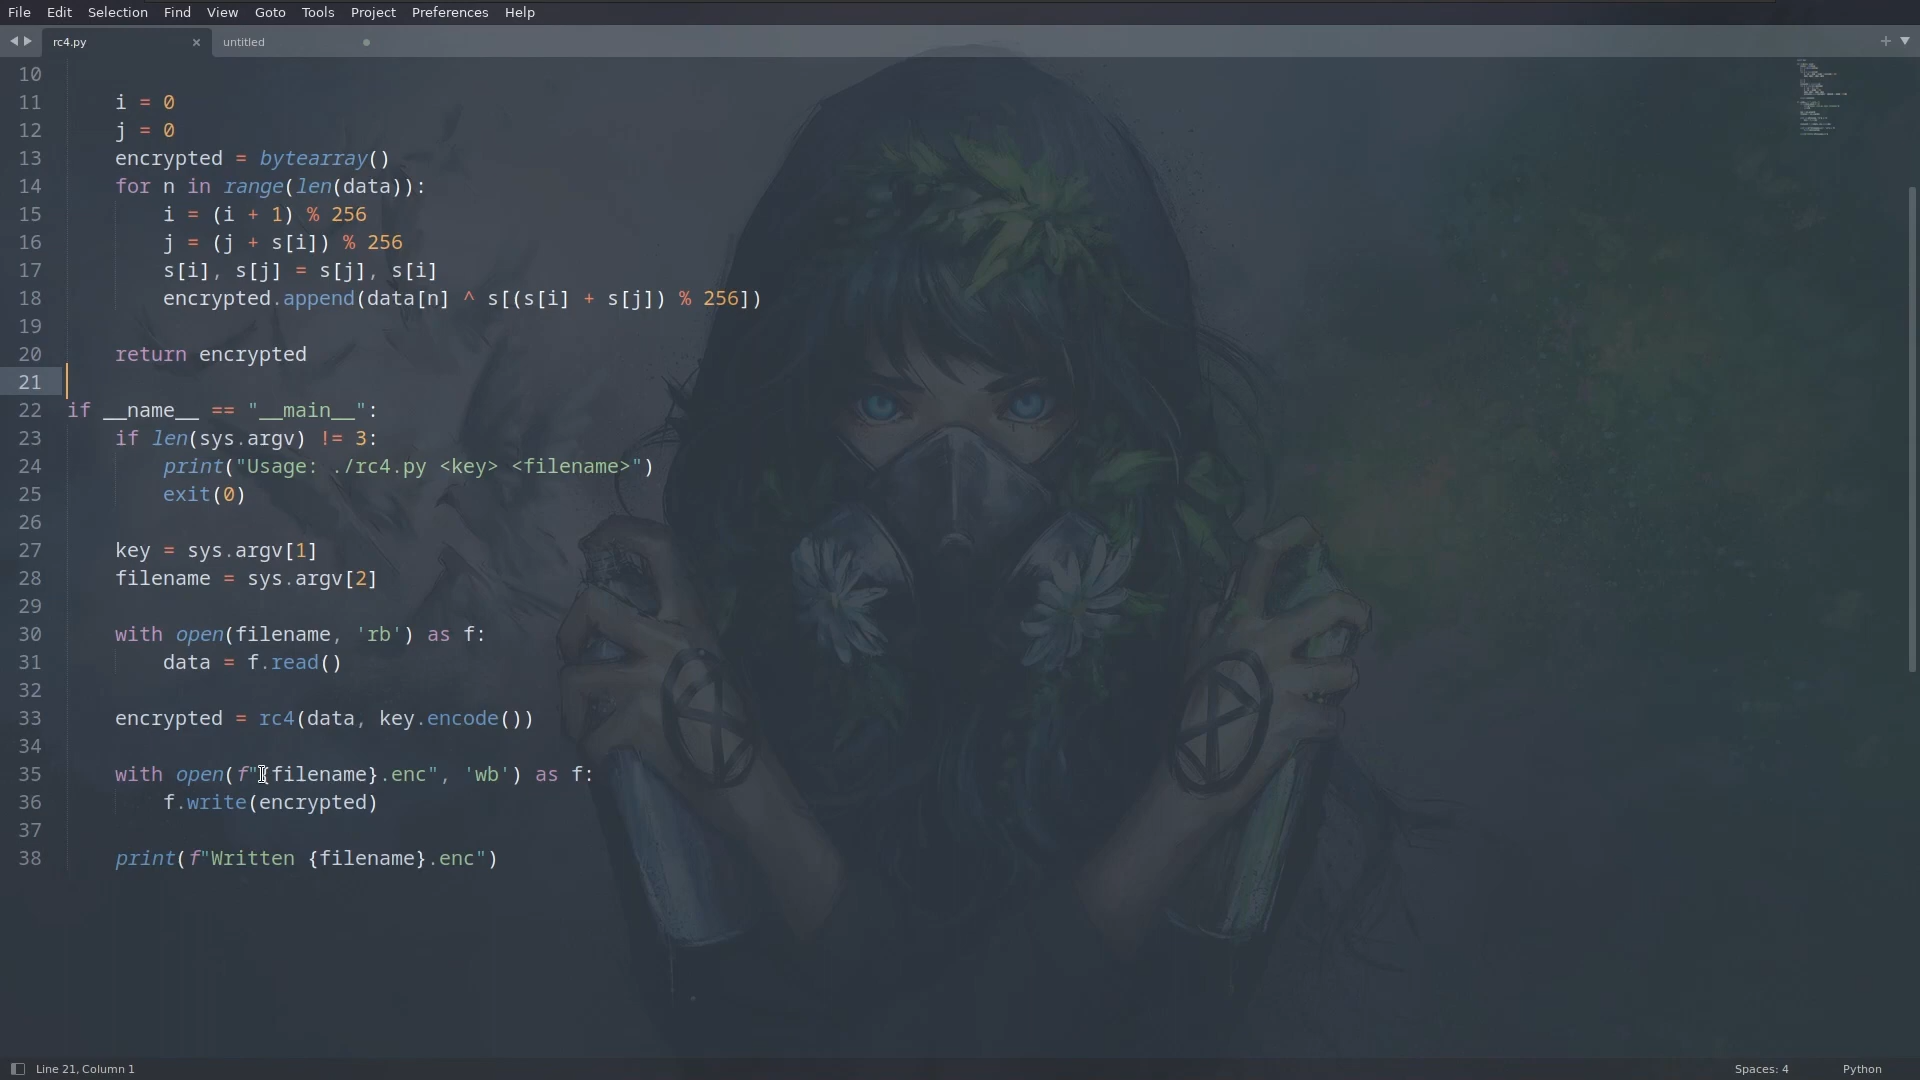 File Edit Selection Find View Goto Tools Project Preferences Help
rc4.py × untitled
10
11 i = 0
12 j = 0
13 encrypted = bytearray()
14 for n in range(len(data)):
15 i = (i + 1) % 256
16 j = (j + s[i]) % 256
17 s[i], s[j] = s[j], s[i]
18 encrypted.append(data[n] ^ s[(s[i] + s[j]) % 256])
19
20 return encrypted
21
22 if __name__ == "__main__":
23 if len(sys.argv) != 3:
24 print("Usage: ./rc4.py <key> <filename>")
25 exit(0)
26
27 key = sys.argv[1]
28 filename = sys.argv[2]
29
30 with open(filename, 'rb') as f:
31 data = f.read()
32
33 encrypted = rc4(data, key.encode())
34
35 with open(f"{filename}.enc", 'wb') as f:
36 f.write(encrypted)
37
38 print(f"Written {filename}.enc")
Line 21, Column 1 Spaces: 4 Python